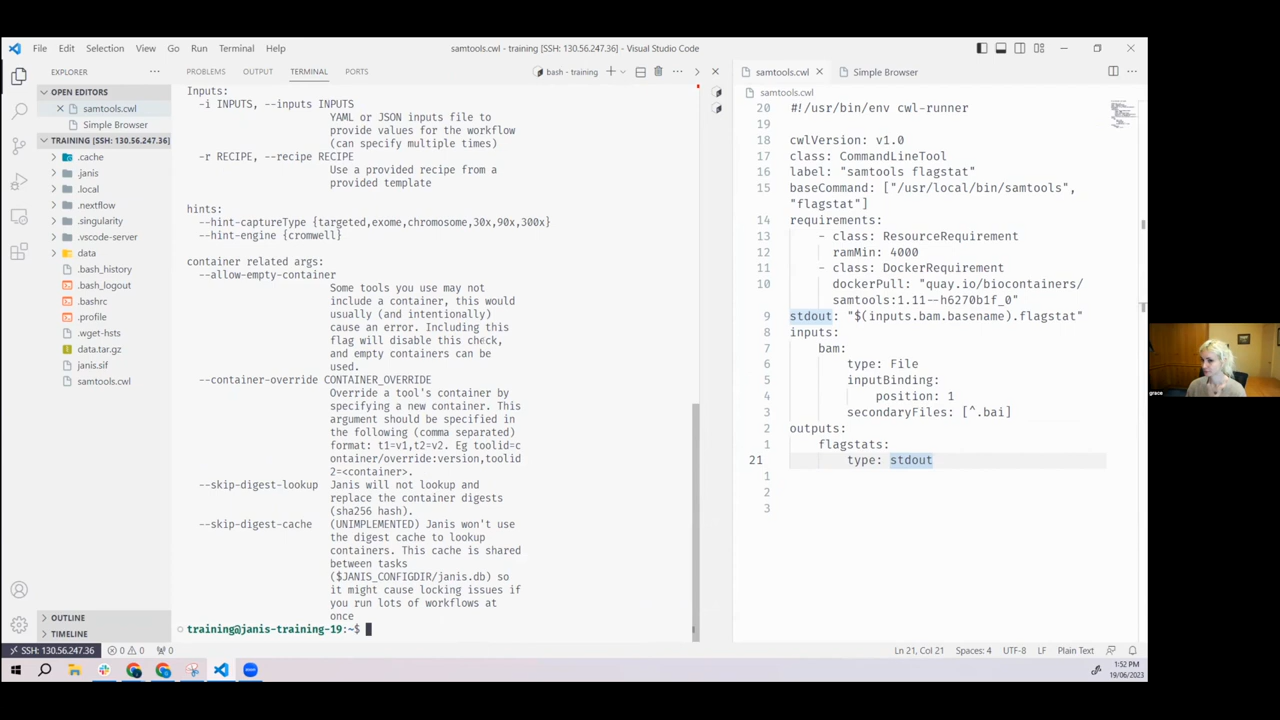 File Edit Selection View Go Run Terminal Help
samtools.cwl - training [SSH: 130.56.247.36] - Visual Studio Code
EXPLORER
OPEN EDITORS
samtools.cwl
Simple Browser
TRAINING [SSH: 130.56.247.36]
.cache
.janis
.local
.nextflow
.singularity
.vscode-server
data
.bash_history
.bash_logout
.bashrc
.profile
.wget-hsts
data.tar.gz
janis.sif
samtools.cwl
OUTLINE
TIMELINE
PROBLEMS OUTPUT TERMINAL PORTS
bash - training
Inputs:
-i INPUTS, --inputs INPUTS
YAML or JSON inputs file to
provide values for the workflow
(can specify multiple times)
-r RECIPE, --recipe RECIPE
Use a provided recipe from a
provided template
hints:
--hint-captureType {targeted,exome,chromosome,30x,90x,300x}
--hint-engine {cromwell}
container related args:
--allow-empty-container
Some tools you use may not
include a container, this would
usually (and intentionally)
cause an error. Including this
flag will disable this check,
and empty containers can be
used.
--container-override CONTAINER_OVERRIDE
Override a tool's container by
specifying a new container. This
argument should be specified in
the following (comma separated)
format: t1=v1,t2=v2. Eg toolid=c
ontainer/override:version,toolid
2=<container>.
--skip-digest-lookup Janis will not lookup and
replace the container digests
(sha256 hash).
--skip-digest-cache (UNIMPLEMENTED) Janis won't use
the digest cache to lookup
containers. This cache is shared
between tasks
($JANIS_CONFIGDIR/janis.db) so
it might cause locking issues if
you run lots of workflows at
once
training@janis-training-19:~$
samtools.cwl Simple Browser
samtools.cwl
20 #!/usr/bin/env cwl-runner
19
18 cwlVersion: v1.0
17 class: CommandLineTool
16 label: "samtools flagstat"
15 baseCommand: ["/usr/local/bin/samtools",
"flagstat"]
14 requirements:
13 - class: ResourceRequirement
12 ramMin: 4000
11 - class: DockerRequirement
10 dockerPull: "quay.io/biocontainers/
samtools:1.11--h6270b1f_0"
9 stdout: "$(inputs.bam.basename).flagstat"
8 inputs:
7 bam:
6 type: File
5 inputBinding:
4 position: 1
3 secondaryFiles: [^.bai]
2 outputs:
1 flagstats:
21 type: stdout
1
2
3
SSH: 130.56.247.36 0 0 0
Ln 21, Col 21 Spaces: 4 UTF-8 LF Plain Text
1:52 PM
19/06/2023
grace